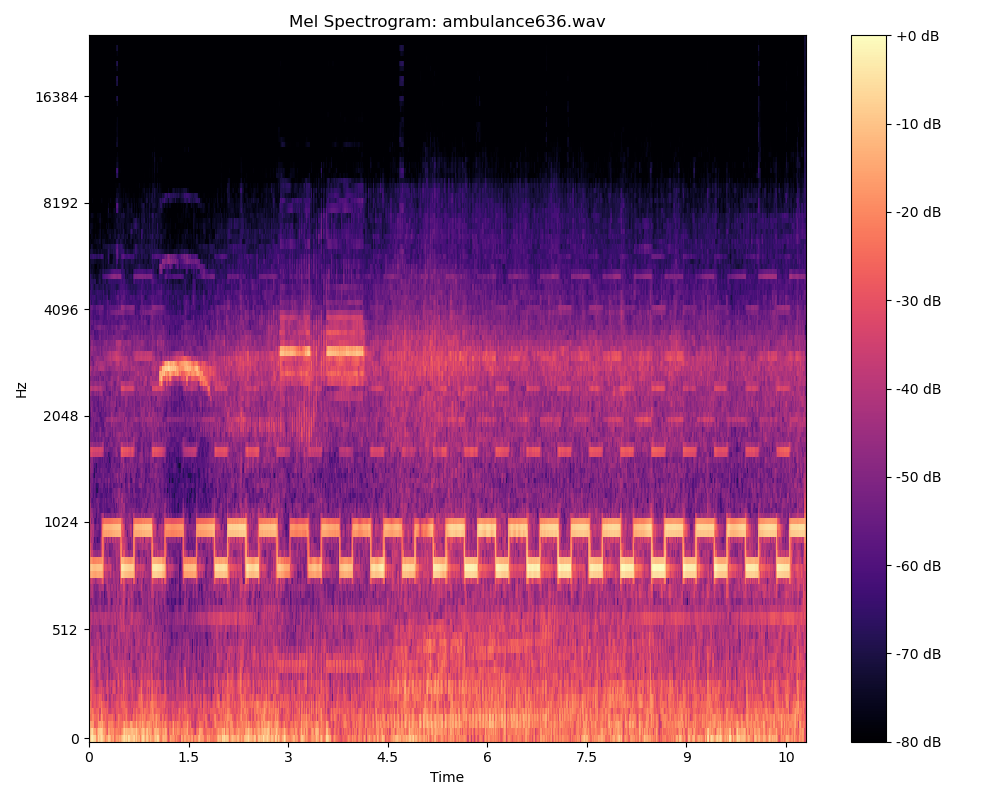 Mel Spectrogram: ambulance636.wav
Hz
16384
8192
4096
2048
1024
512
0
0 1.5 3 4.5 6 7.5 9 10
Time
+0 dB
-10 dB
-20 dB
-30 dB
-40 dB
-50 dB
-60 dB
-70 dB
-80 dB